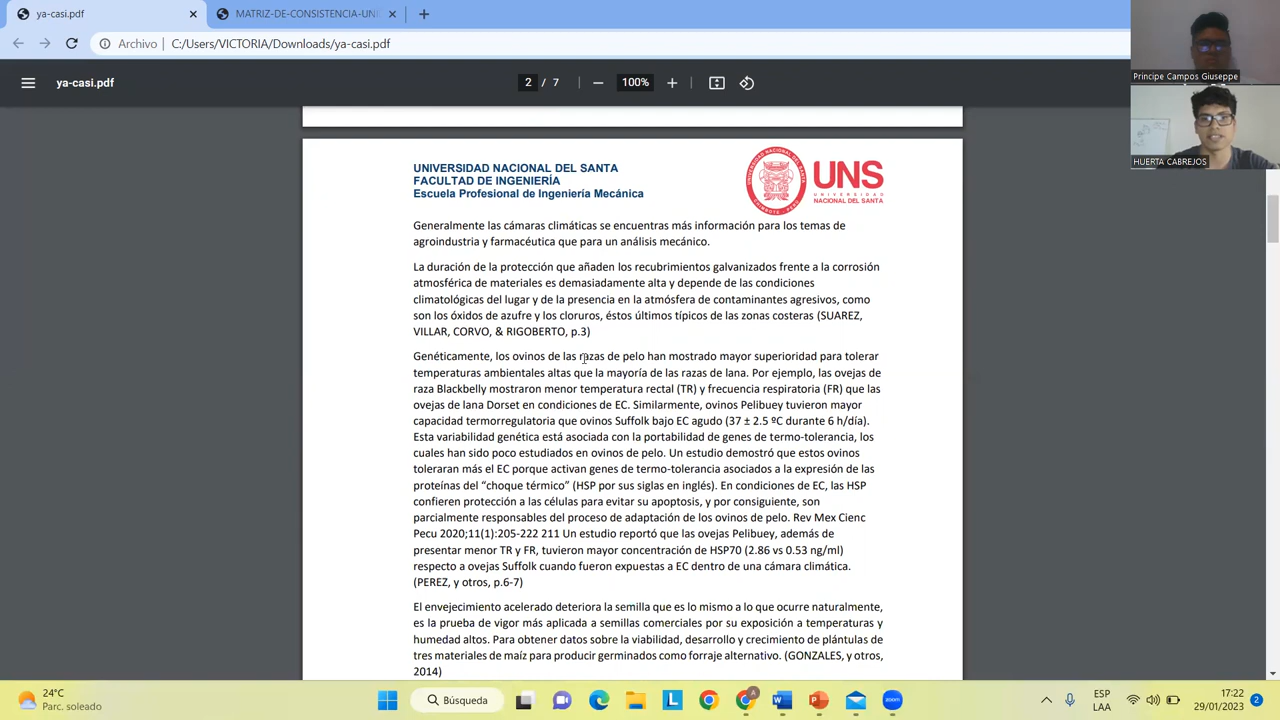 ya-casi.pdf
MATRIZ-DE-CONSISTENCIA-UNI
Archivo
C:/Users/VICTORIA/Downloads/ya-casi.pdf
ya-casi.pdf
2 / 7
100%
Principe Campos Giuseppe
HUERTA CABREJOS
UNIVERSIDAD NACIONAL DEL SANTA
FACULTAD DE INGENIERÍA
Escuela Profesional de Ingeniería Mecánica
UNS
UNIVERSIDAD
NACIONAL DEL SANTA
Generalmente las cámaras climáticas se encuentras más información para los temas de
agroindustria y farmacéutica que para un análisis mecánico.
La duración de la protección que añaden los recubrimientos galvanizados frente a la corrosión
atmosférica de materiales es demasiadamente alta y depende de las condiciones
climatológicas del lugar y de la presencia en la atmósfera de contaminantes agresivos, como
son los óxidos de azufre y los cloruros, éstos últimos típicos de las zonas costeras (SUAREZ,
VILLAR, CORVO, & RIGOBERTO, p.3)
Genéticamente, los ovinos de las razas de pelo han mostrado mayor superioridad para tolerar
temperaturas ambientales altas que la mayoría de las razas de lana. Por ejemplo, las ovejas de
raza Blackbelly mostraron menor temperatura rectal (TR) y frecuencia respiratoria (FR) que las
ovejas de lana Dorset en condiciones de EC. Similarmente, ovinos Pelibuey tuvieron mayor
capacidad termorregulatoria que ovinos Suffolk bajo EC agudo (37 ± 2.5 ºC durante 6 h/día).
Esta variabilidad genética está asociada con la portabilidad de genes de termo-tolerancia, los
cuales han sido poco estudiados en ovinos de pelo. Un estudio demostró que estos ovinos
toleraran más el EC porque activan genes de termo-tolerancia asociados a la expresión de las
proteínas del “choque térmico” (HSP por sus siglas en inglés). En condiciones de EC, las HSP
confieren protección a las células para evitar su apoptosis, y por consiguiente, son
parcialmente responsables del proceso de adaptación de los ovinos de pelo. Rev Mex Cienc
Pecu 2020;11(1):205-222 211 Un estudio reportó que las ovejas Pelibuey, además de
presentar menor TR y FR, tuvieron mayor concentración de HSP70 (2.86 vs 0.53 ng/ml)
respecto a ovejas Suffolk cuando fueron expuestas a EC dentro de una cámara climática.
(PEREZ, y otros, p.6-7)
El envejecimiento acelerado deteriora la semilla que es lo mismo a lo que ocurre naturalmente,
es la prueba de vigor más aplicada a semillas comerciales por su exposición a temperaturas y
humedad altos. Para obtener datos sobre la viabilidad, desarrollo y crecimiento de plántulas de
tres materiales de maíz para producir germinados como forraje alternativo. (GONZALES, y otros,
2014)
24°C
Parc. soleado
Búsqueda
zoom
ESP
LAA
17:22
29/01/2023
2